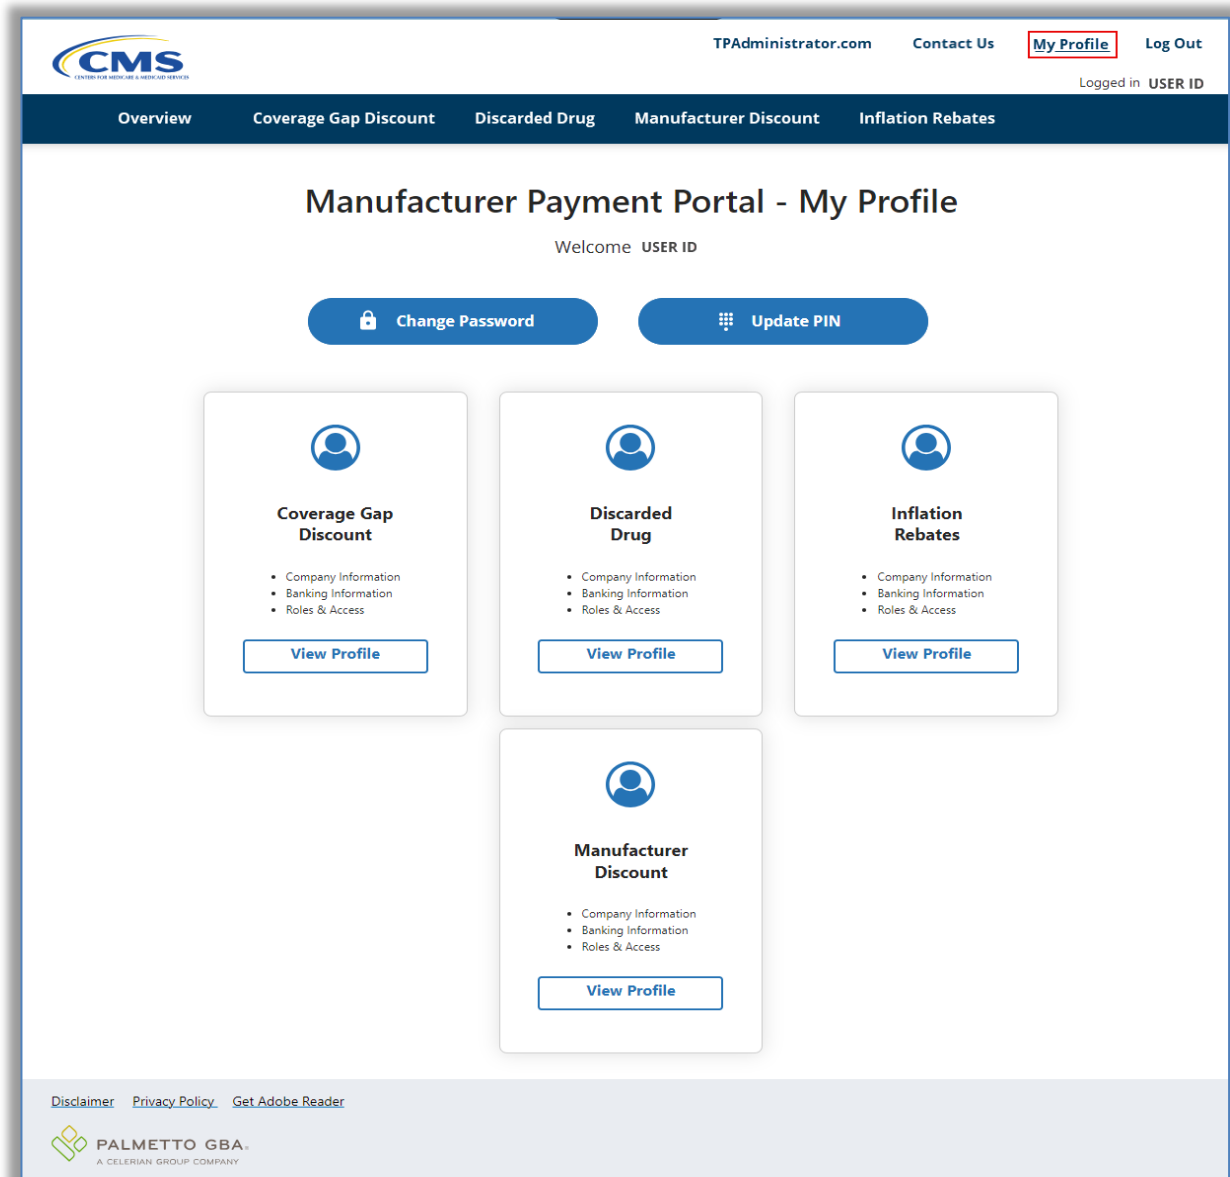 CMS
CENTERS FOR MEDICARE & MEDICAID SERVICES
TPAdministrator.com Contact Us My Profile Log Out
Logged in USER ID
Overview Coverage Gap Discount Discarded Drug Manufacturer Discount Inflation Rebates
Manufacturer Payment Portal - My Profile
Welcome USER ID
Change Password Update PIN
Coverage Gap
Discount
• Company Information
• Banking Information
• Roles & Access
View Profile
Discarded
Drug
• Company Information
• Banking Information
• Roles & Access
View Profile
Inflation
Rebates
• Company Information
• Banking Information
• Roles & Access
View Profile
Manufacturer
Discount
• Company Information
• Banking Information
• Roles & Access
View Profile
Disclaimer Privacy Policy Get Adobe Reader
PALMETTO GBA®
A CELERIAN GROUP COMPANY